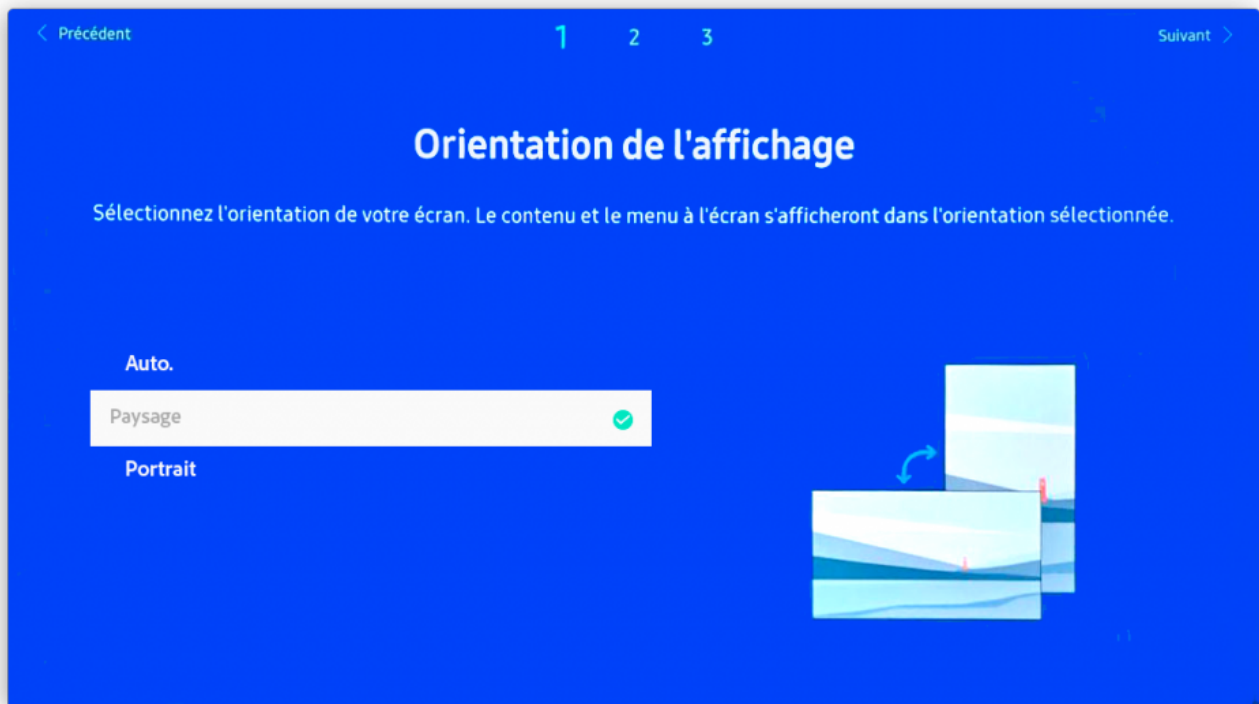 Précédent
1 2 3
Suivant
Orientation de l'affichage
Sélectionnez l'orientation de votre écran. Le contenu et le menu à l'écran s'afficheront dans l'orientation sélectionnée.
Auto.
Paysage
Portrait